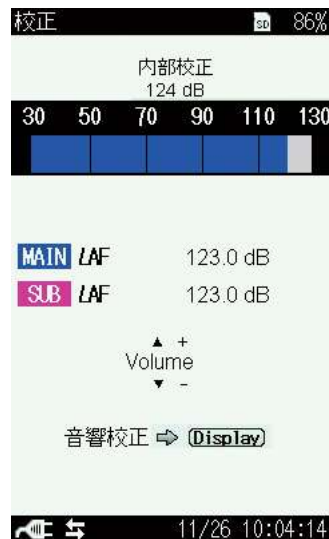 校正 SD 86%
内部校正
124 dB
30 50 70 90 110 130
MAIN LAF 123.0 dB
SUB LAF 123.0 dB
▲ +
Volume
▼ -
音響校正 ⇨ Display
11/26 10:04:14